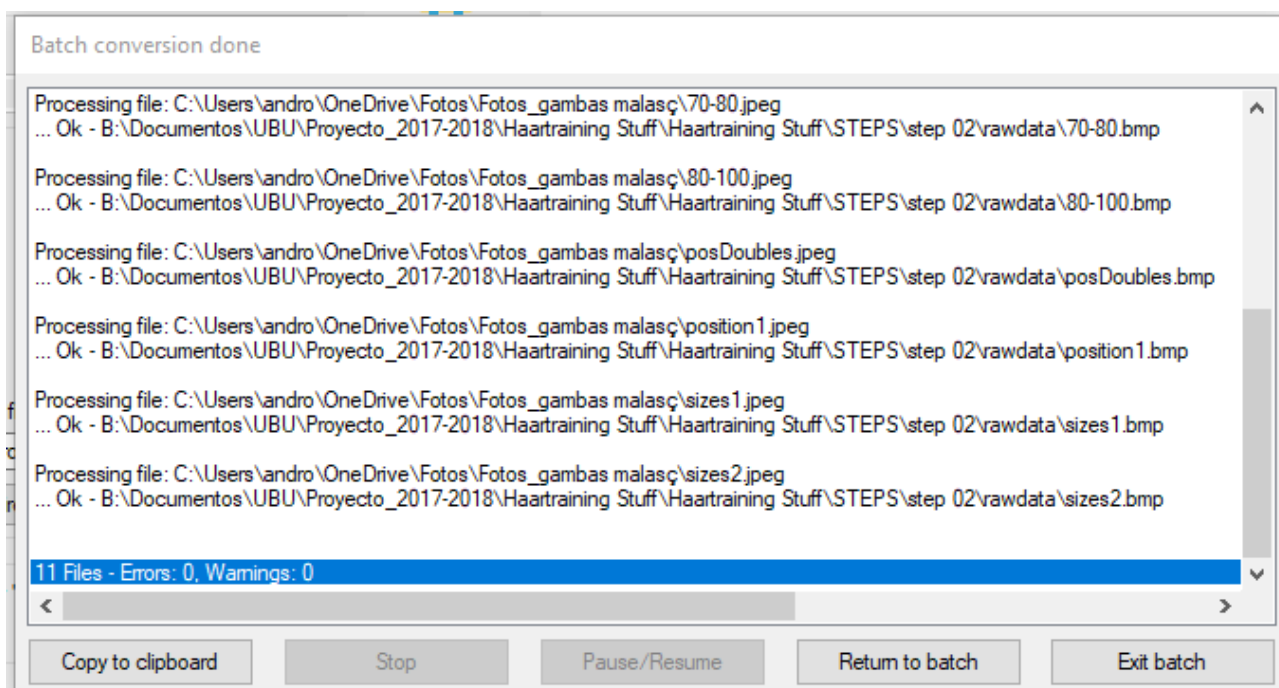 Batch conversion done
Processing file: C:\Users\andro\OneDrive\Fotos\Fotos_gambas malasç\70-80.jpeg
... Ok - B:\Documentos\UBU\Proyecto_2017-2018\Haartraining Stuff\Haartraining Stuff\STEPS\step 02\rawdata\70-80.bmp
Processing file: C:\Users\andro\OneDrive\Fotos\Fotos_gambas malasç\80-100.jpeg
... Ok - B:\Documentos\UBU\Proyecto_2017-2018\Haartraining Stuff\Haartraining Stuff\STEPS\step 02\rawdata\80-100.bmp
Processing file: C:\Users\andro\OneDrive\Fotos\Fotos_gambas malasç\posDoubles.jpeg
... Ok - B:\Documentos\UBU\Proyecto_2017-2018\Haartraining Stuff\Haartraining Stuff\STEPS\step 02\rawdata\posDoubles.bmp
Processing file: C:\Users\andro\OneDrive\Fotos\Fotos_gambas malasç\position1.jpeg
... Ok - B:\Documentos\UBU\Proyecto_2017-2018\Haartraining Stuff\Haartraining Stuff\STEPS\step 02\rawdata\position1.bmp
Processing file: C:\Users\andro\OneDrive\Fotos\Fotos_gambas malasç\sizes1.jpeg
... Ok - B:\Documentos\UBU\Proyecto_2017-2018\Haartraining Stuff\Haartraining Stuff\STEPS\step 02\rawdata\sizes1.bmp
Processing file: C:\Users\andro\OneDrive\Fotos\Fotos_gambas malasç\sizes2.jpeg
... Ok - B:\Documentos\UBU\Proyecto_2017-2018\Haartraining Stuff\Haartraining Stuff\STEPS\step 02\rawdata\sizes2.bmp
11 Files - Errors: 0, Warnings: 0
Copy to clipboard Stop Pause/Resume Return to batch Exit batch